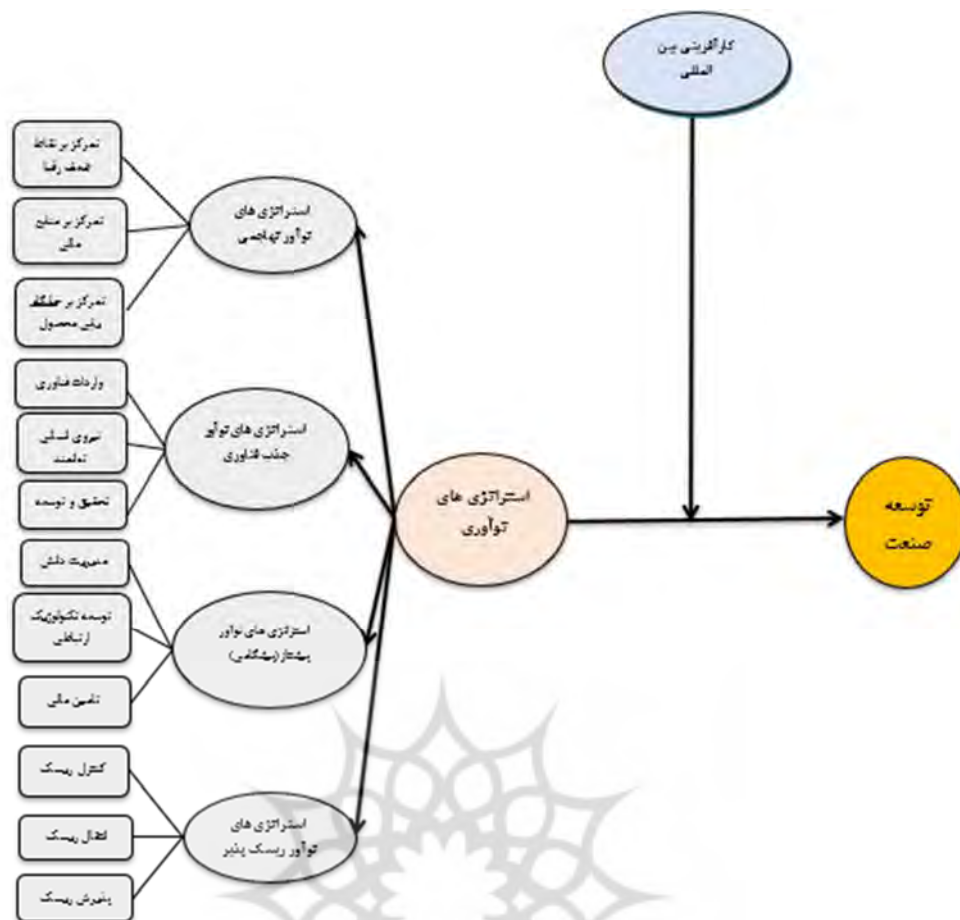 کارآفرینی بین
المللی
تمرکز بر نقاط
ضعف رقبا
تمرکز بر منابع
مالی
تمرکز بر
محصول
استراتژی های
نوآور تهاجمی
واردات فناوری
نیروی انسانی
توانمند
تحقیق و توسعه
استراتژی های نوآور
جذب فناوری
مدیریت دانش
توسعه تکنولوژیک
ارتباطی
تامین مالی
استراتژی های نوآور
پیشتاز (پیشگامی)
کنترل ریسک
انتقال ریسک
پذیرش ریسک
استراتژی های
نوآور ریسک پذیر
استراتژی های
نوآوری
توسعه
صنعت